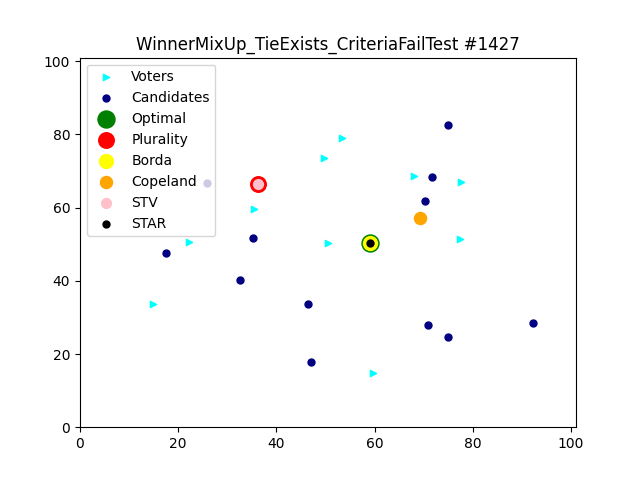 WinnerMixUp_TieExists_CriteriaFailTest #1427
100
80
60
40
20
0
Voters
Candidates
Optimal
Plurality
Borda
Copeland
STV
STAR
0 20 40 60 80 100